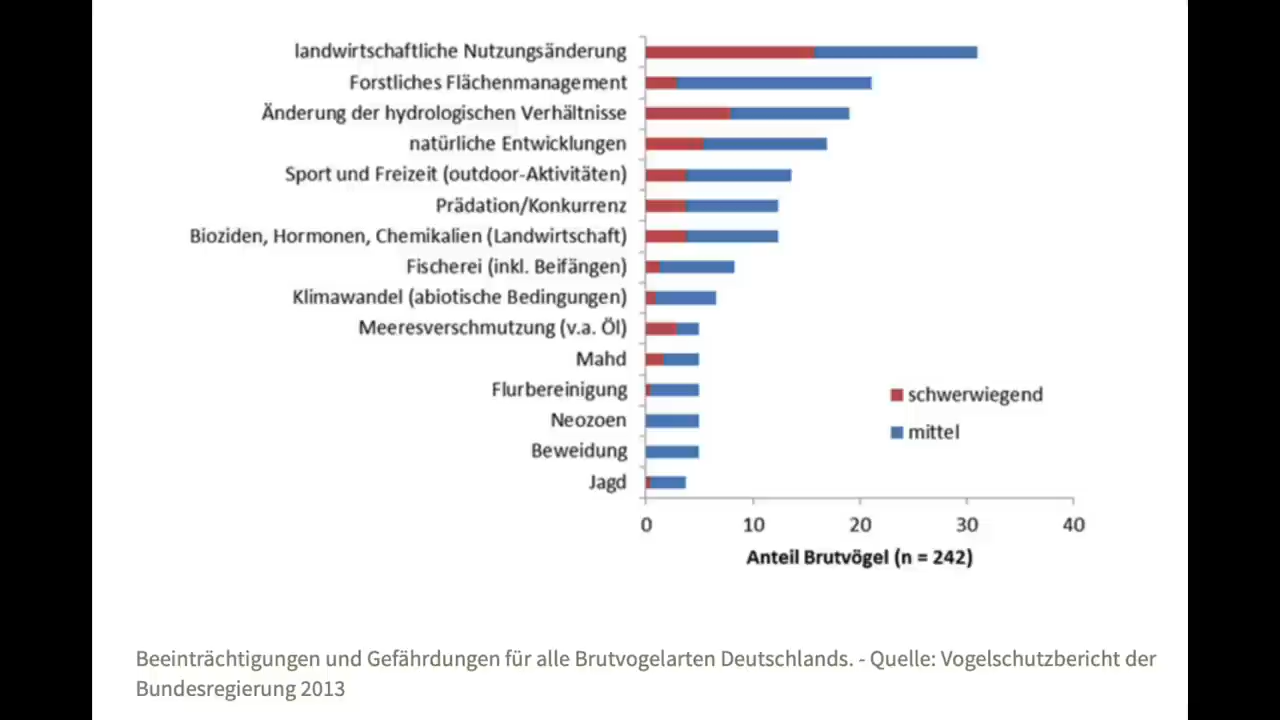 landwirtschaftliche Nutzungsänderung
Forstliches Flächenmanagement
Änderung der hydrologischen Verhältnisse
natürliche Entwicklungen
Sport und Freizeit (outdoor-Aktivitäten)
Prädation/Konkurrenz
Bioziden, Hormonen, Chemikalien (Landwirtschaft)
Fischerei (inkl. Beifängen)
Klimawandel (abiotische Bedingungen)
Meeresverschmutzung (v.a. Öl)
Mahd
Flurbereinigung
Neozoen
Beweidung
Jagd
schwerwiegend
mittel
0 10 20 30 40
Anteil Brutvögel (n = 242)
Beeinträchtigungen und Gefährdungen für alle Brutvogelarten Deutschlands. - Quelle: Vogelschutzbericht der
Bundesregierung 2013